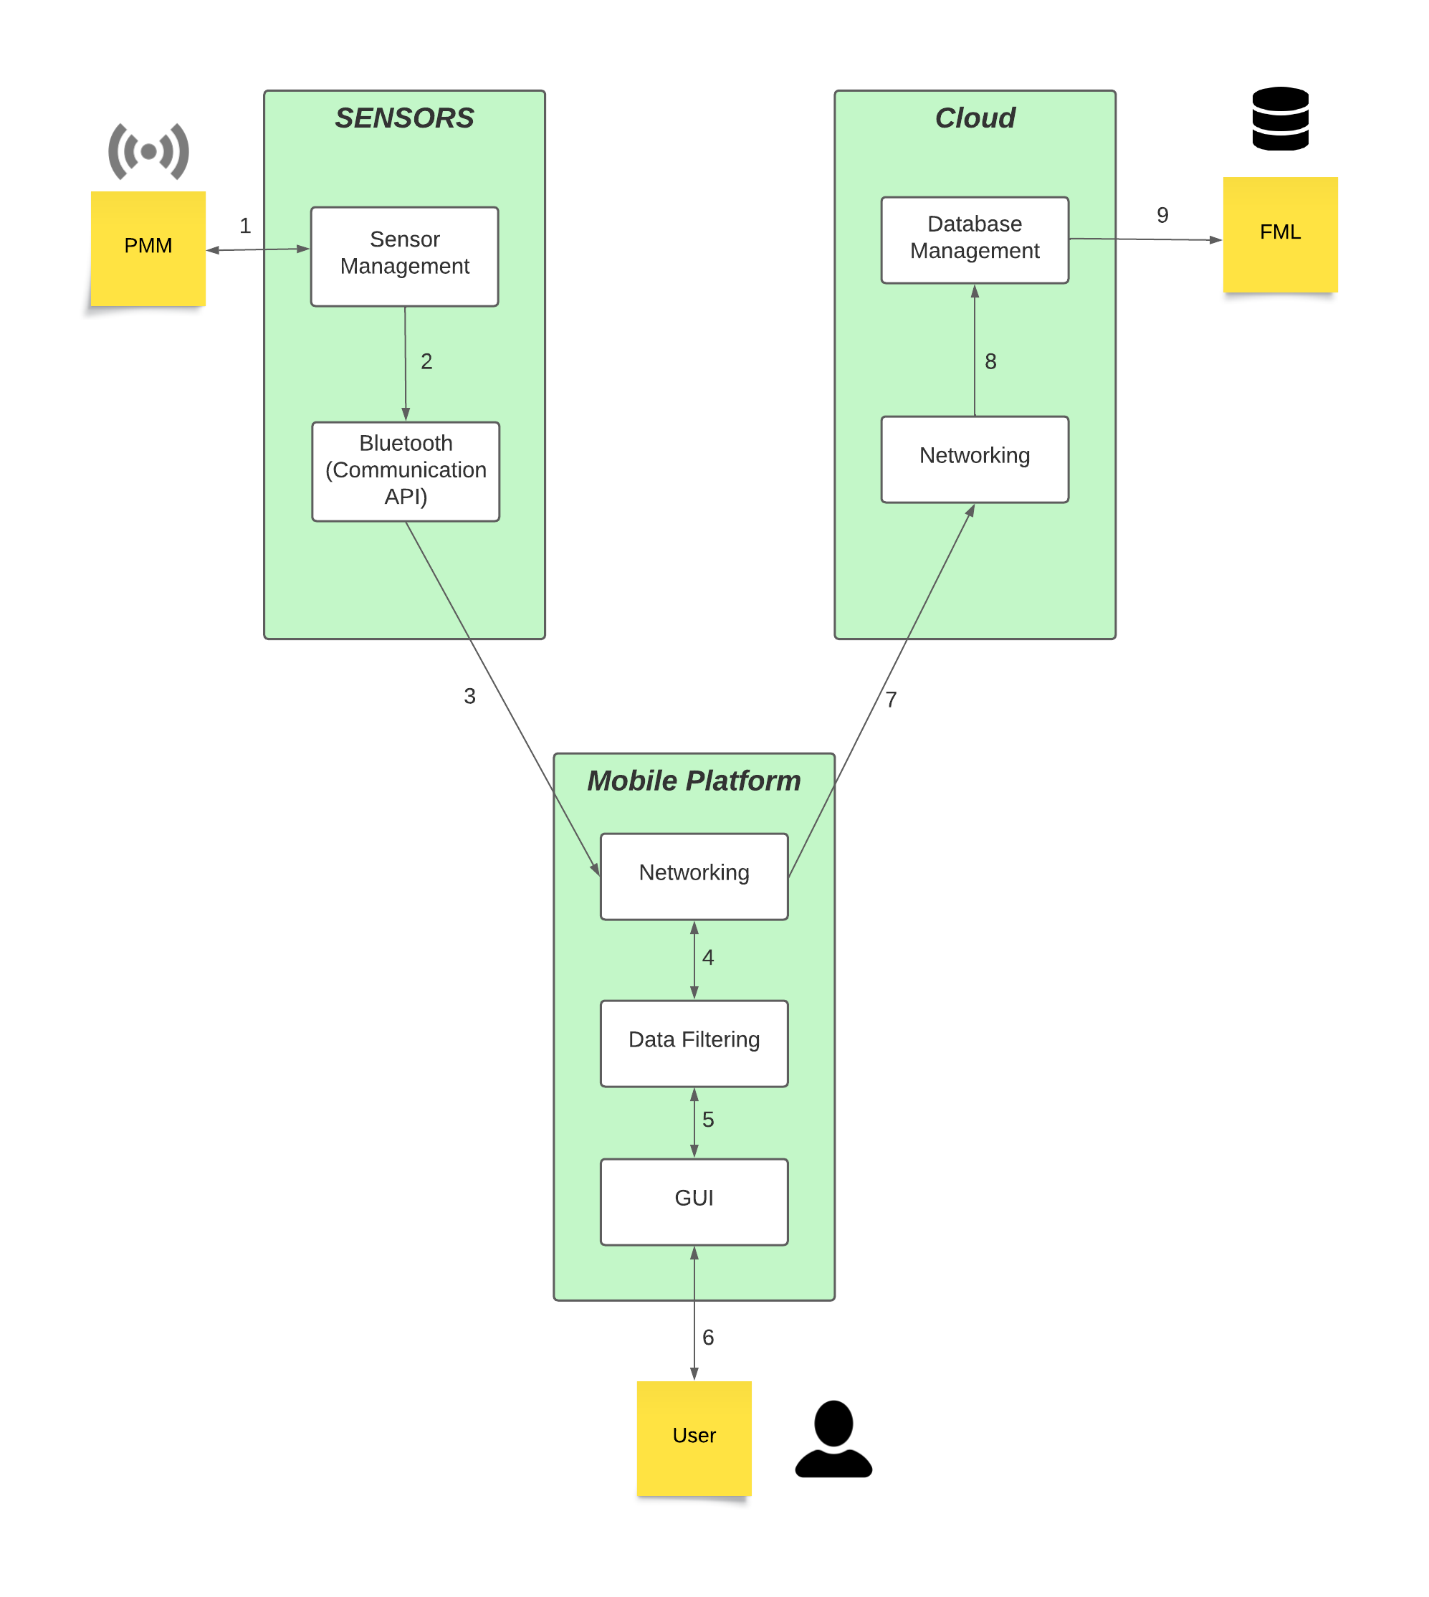 SENSORS
PMM
1
Sensor
Management
2
Bluetooth
(Communication
API)
3
Cloud
Database
Management
9
FML
8
Networking
7
Mobile Platform
Networking
4
Data Filtering
5
GUI
6
User